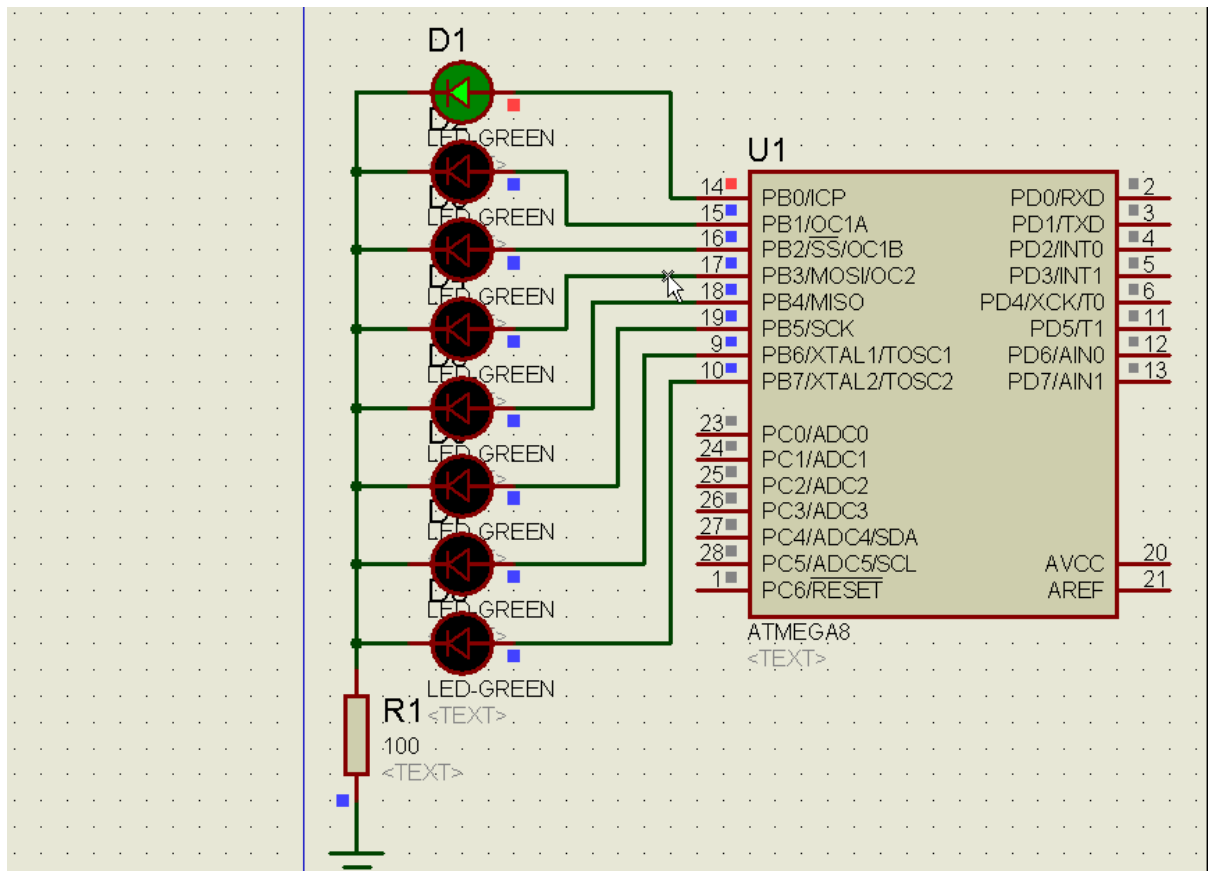 D1
LED-GREEN
LED-GREEN
LED-GREEN
LED-GREEN
LED-GREEN
LED-GREEN
LED-GREEN
LED-GREEN
<TEXT>
R1
100
<TEXT>
U1
14 PB0/ICP PD0/RXD 2
15 PB1/OC1A PD1/TXD 3
16 PB2/SS/OC1B PD2/INT0 4
17 PB3/MOSI/OC2 PD3/INT1 5
18 PB4/MISO PD4/XCK/T0 6
19 PB5/SCK PD5/T1 11
9 PB6/XTAL1/TOSC1 PD6/AIN0 12
10 PB7/XTAL2/TOSC2 PD7/AIN1 13
23 PC0/ADC0
24 PC1/ADC1
25 PC2/ADC2
26 PC3/ADC3
27 PC4/ADC4/SDA
28 PC5/ADC5/SCL AVCC 20
1 PC6/RESET AREF 21
ATMEGA8
<TEXT>